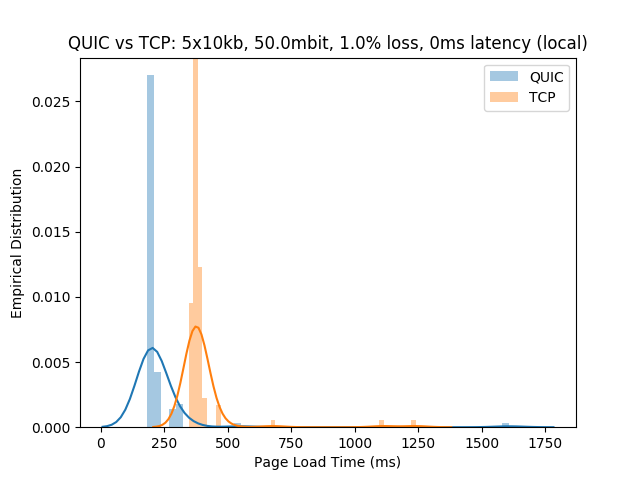 QUIC vs TCP: 5x10kb, 50.0mbit, 1.0% loss, 0ms latency (local)
QUIC
TCP
0.025
0.020
0.015
0.010
0.005
0.000
Empirical Distribution
0 250 500 750 1000 1250 1500 1750
Page Load Time (ms)